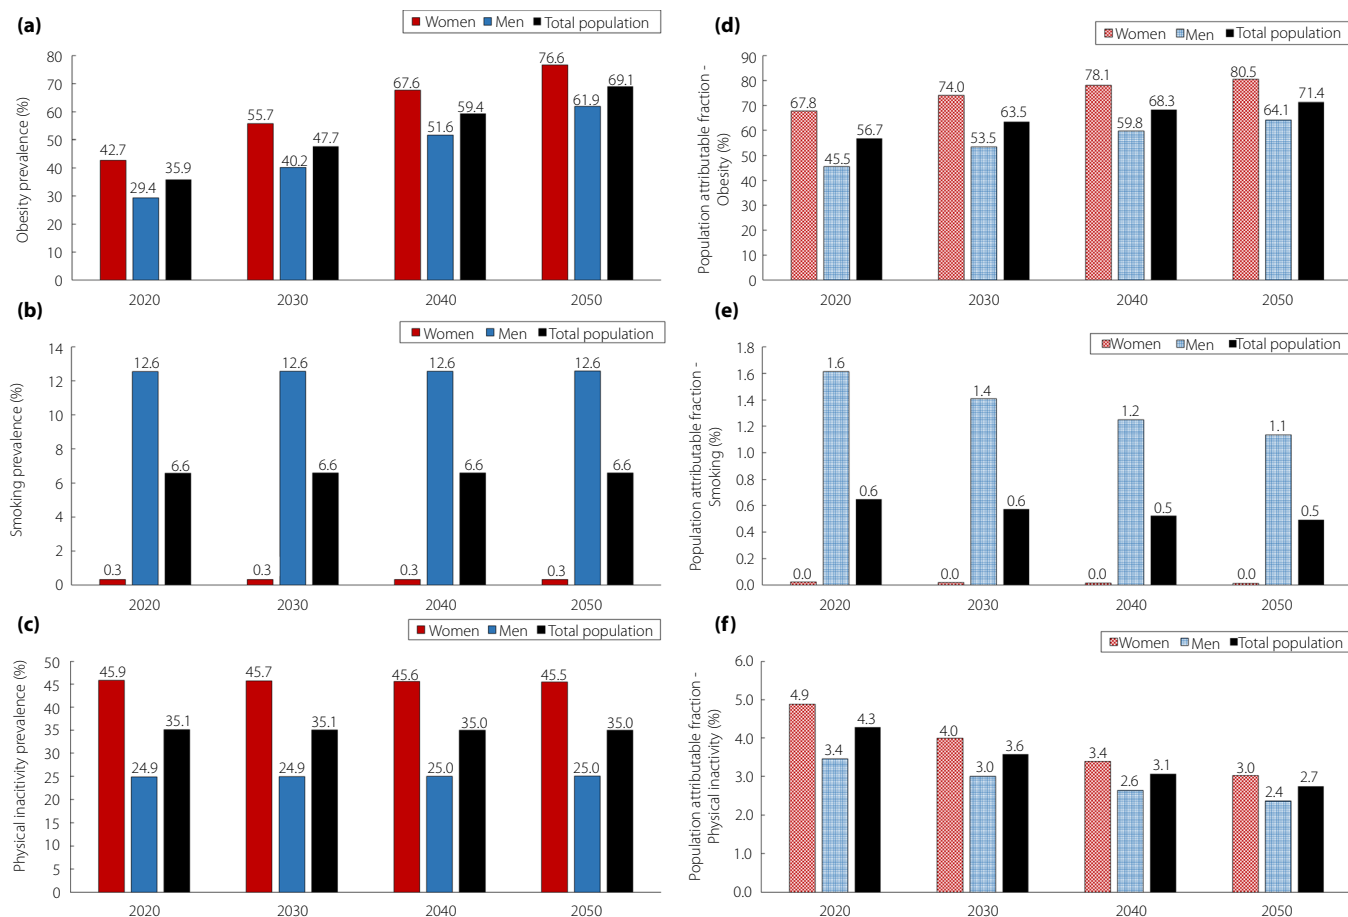 (a)
Women Men Total population
Obesity prevalence (%)
80
70
60
50
40
30
20
10
0
42.7 29.4 35.9
55.7 40.2 47.7
67.6 51.6 59.4
76.6 61.9 69.1
2020 2030 2040 2050
(d)
Women Men Total population
Population attributable fraction -
Obesity (%)
90
80
70
60
50
40
30
20
10
0
67.8 45.5 56.7
74.0 53.5 63.5
78.1 59.8 68.3
80.5 64.1 71.4
2020 2030 2040 2050
(b)
Women Men Total population
Smoking prevalence (%)
14
12
10
8
6
4
2
0
0.3 12.6 6.6
0.3 12.6 6.6
0.3 12.6 6.6
0.3 12.6 6.6
2020 2030 2040 2050
(e)
Women Men Total population
Population attributable fraction -
Smoking (%)
1.8
1.6
1.4
1.2
1.0
0.8
0.6
0.4
0.2
0.0
0.0 1.6 0.6
0.0 1.4 0.6
0.0 1.2 0.5
0.0 1.1 0.5
2020 2030 2040 2050
(c)
Women Men Total population
Physical inacitivity prevalence (%)
50
45
40
35
30
25
20
15
10
5
0
45.9 24.9 35.1
45.7 24.9 35.1
45.6 25.0 35.0
45.5 25.0 35.0
2020 2030 2040 2050
(f)
Women Men Total population
Population attributable fraction -
Physical inactivity (%)
6.0
5.0
4.0
3.0
2.0
1.0
0.0
4.9 3.4 4.3
4.0 3.0 3.6
3.4 2.6 3.1
3.0 2.4 2.7
2020 2030 2040 2050